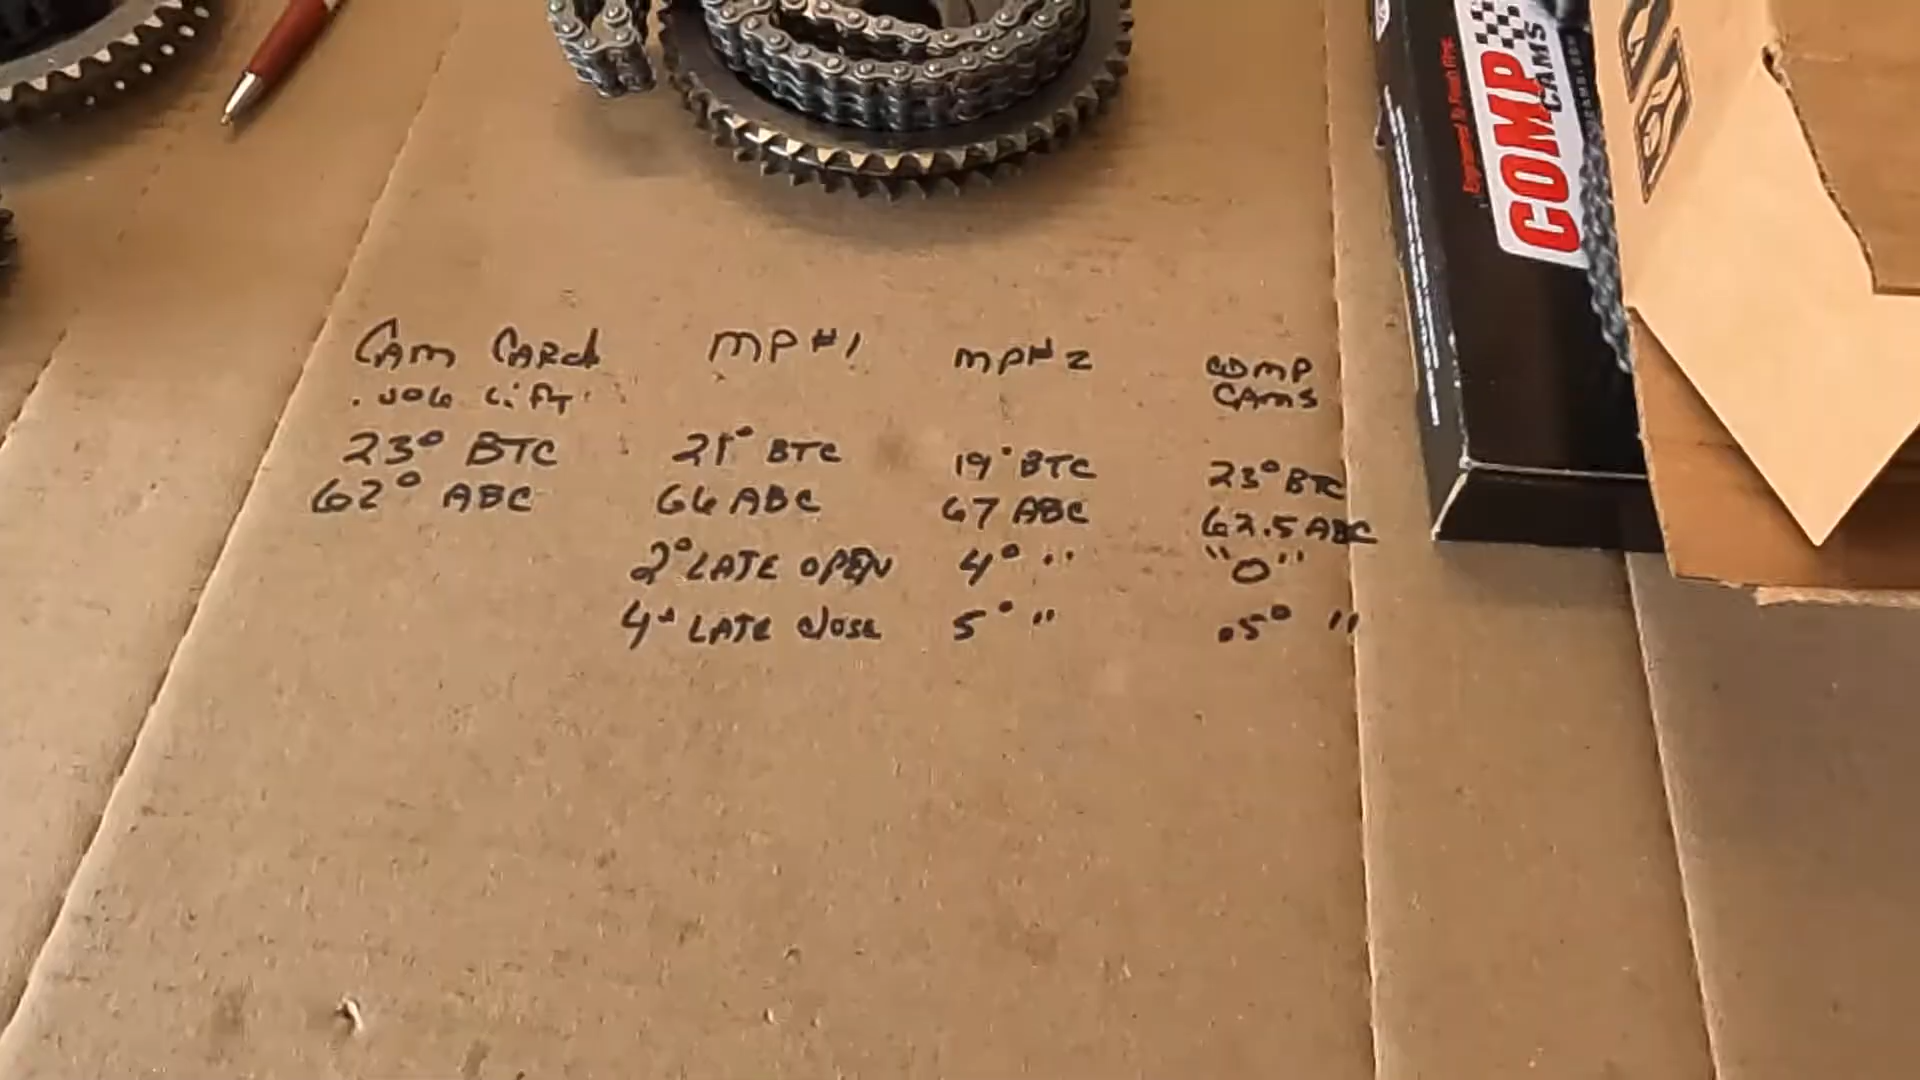 CAM CARd MP#1 MP#2 COMP
.006 LiFT CAMS
23° BTC 21° BTC 19° BTC 23° BTC
62° ABC 66 ABC 67 ABC 62.5 ABC
2° LATE OPEN 4° " "0"
4° LATE close 5° " .5° "
COMP
CAMS